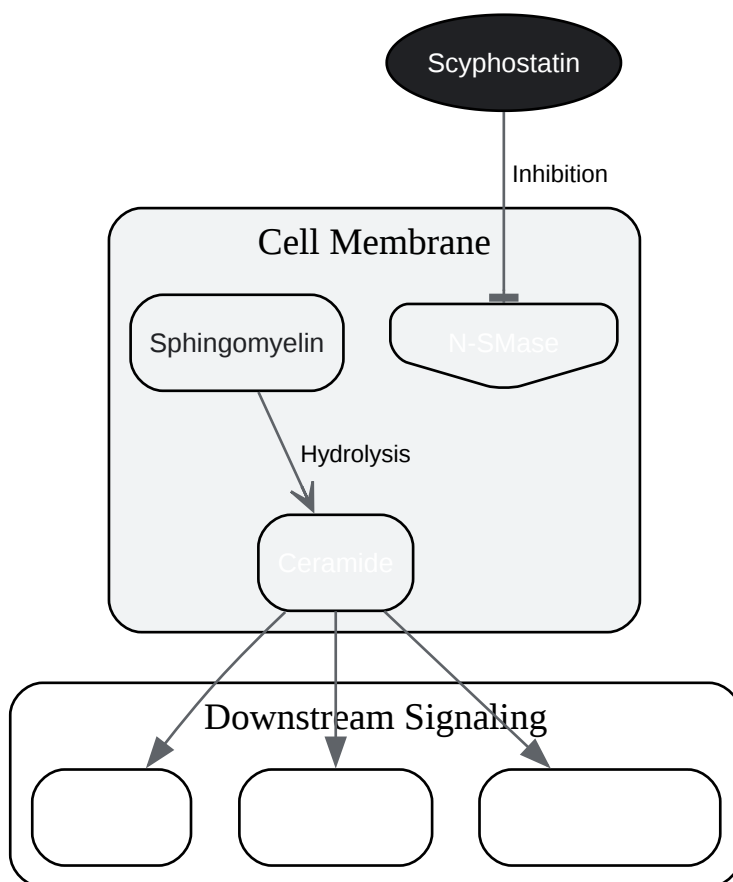 Scyphostatin
Inhibition
Cell Membrane
Sphingomyelin
N-SMase
Hydrolysis
Ceramide
Downstream Signaling